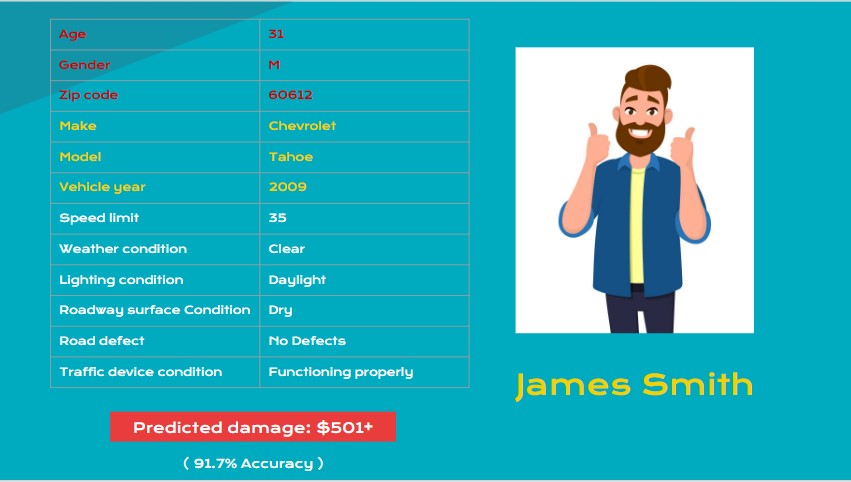 Age 31
Gender M
Zip code 60612
Make Chevrolet
Model Tahoe
Vehicle year 2009
Speed limit 35
Weather condition Clear
Lighting condition Daylight
Roadway surface Condition Dry
Road defect No Defects
Traffic device condition Functioning properly
James Smith
Predicted damage: $501+
( 91.7% Accuracy )